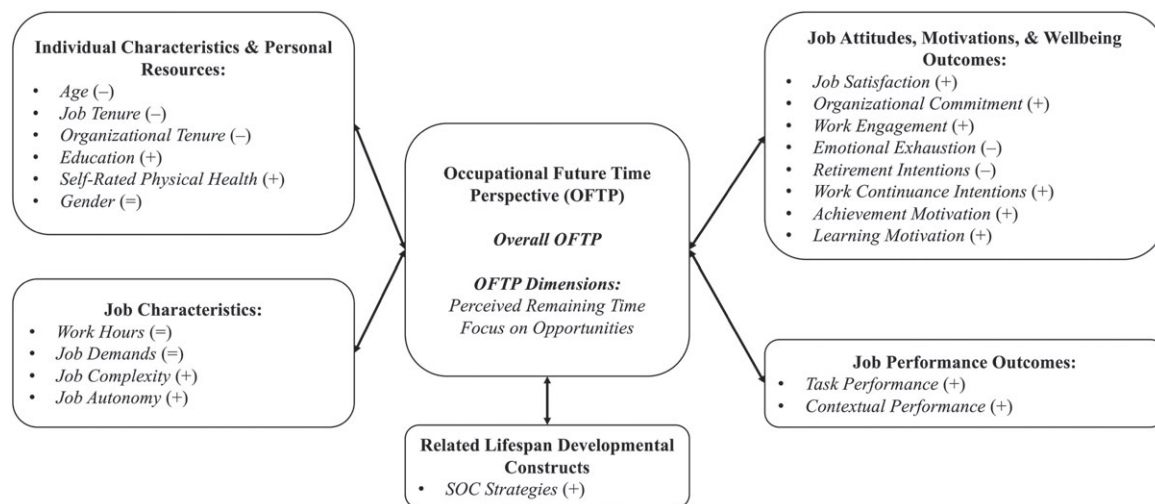 Individual Characteristics & Personal
Resources:
• Age (–)
• Job Tenure (–)
• Organizational Tenure (–)
• Education (+)
• Self-Rated Physical Health (+)
• Gender (=)
Job Characteristics:
• Work Hours (=)
• Job Demands (=)
• Job Complexity (+)
• Job Autonomy (+)
Occupational Future Time
Perspective (OFTP)
Overall OFTP
OFTP Dimensions:
Perceived Remaining Time
Focus on Opportunities
Related Lifespan Developmental
Constructs
• SOC Strategies (+)
Job Attitudes, Motivations, & Wellbeing
Outcomes:
• Job Satisfaction (+)
• Organizational Commitment (+)
• Work Engagement (+)
• Emotional Exhaustion (–)
• Retirement Intentions (–)
• Work Continuance Intentions (+)
• Achievement Motivation (+)
• Learning Motivation (+)
Job Performance Outcomes:
• Task Performance (+)
• Contextual Performance (+)